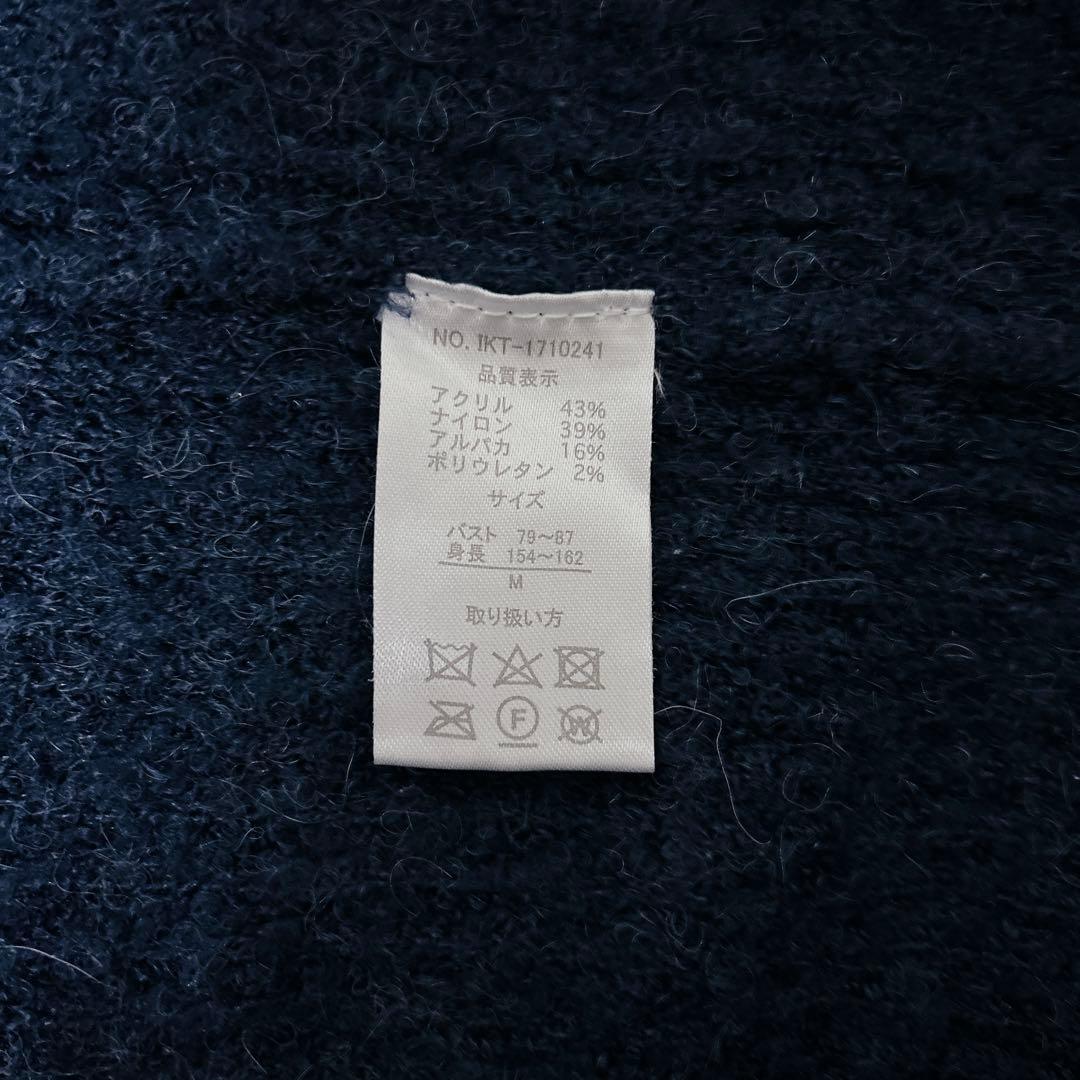 NO. IKT-1710241
品質表示
アクリル 43%
ナイロン 39%
アルパカ 16%
ポリウレタン 2%
サイズ
バスト 79～87
身長 154～162
M
取り扱い方
F
W